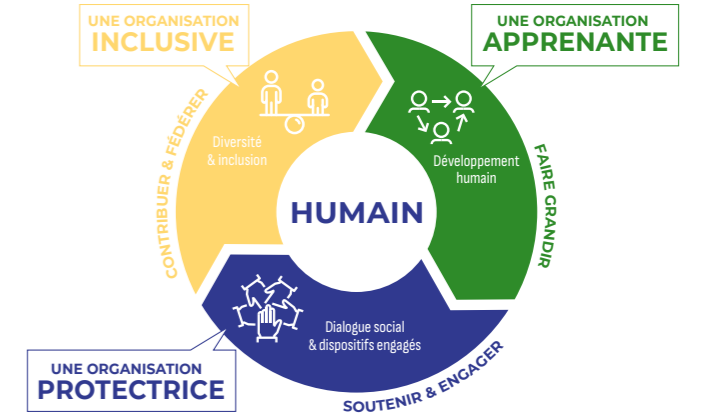 UNE ORGANISATION
INCLUSIVE
UNE ORGANISATION
APPRENANTE
CONTRIBUER & FÉDÉRER
Diversité
& inclusion
Développement
humain
FAIRE GRANDIR
HUMAIN
Dialogue social
& dispositifs engagés
UNE ORGANISATION
PROTECTRICE
SOUTENIR & ENGAGER